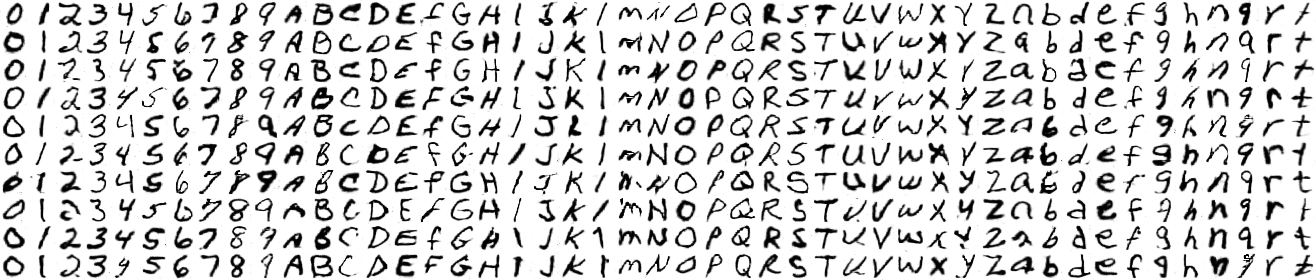 0 1 2 3 4 5 6 7 8 9 A B C D E f G H I J K l m N O P Q R S T U V W X Y Z a b d e f g h n q r t
0 1 2 3 4 5 6 7 8 9 A B C D E f G H I J K l m N O P Q R S T U V W X Y Z a b d e f g h n q r t
0 1 2 3 4 5 6 7 8 9 A B C D E f G H I J K l m N O P Q R S T U V W X Y Z a b d e f g h n q r t
0 1 2 3 4 5 6 7 8 9 A B C D E F G H I J K l m N O P Q R S T U V W X Y Z a b d e f g h n q r t
0 1 2 3 4 5 6 7 8 9 A B C D E f G H I J K l m N O P Q R S T U V W X Y Z a b d e f g h n q r t
0 1 2 3 4 5 6 7 8 9 A B C D E F G H I J K l m N O P Q R S T U V W X Y Z a b d e f g h n q r t
0 1 2 3 4 5 6 7 8 9 A B C D E f G H I J K l m N O P Q R S T U V W X Y Z a b d e f g h n q r t
0 1 2 3 4 5 6 7 8 9 A B C D E F G H I J K l m N O P Q R S T U V W X Y Z a b d e f g h n q r t
0 1 2 3 4 5 6 7 8 9 A B C D E f G H I J K l m N O P Q R S T U V W X Y Z a b d e f g h n q r t
0 1 2 3 4 5 6 7 8 9 A B C D E F G H I J K l m N O P Q R S T U V W X Y Z a b d e f g h n q r t